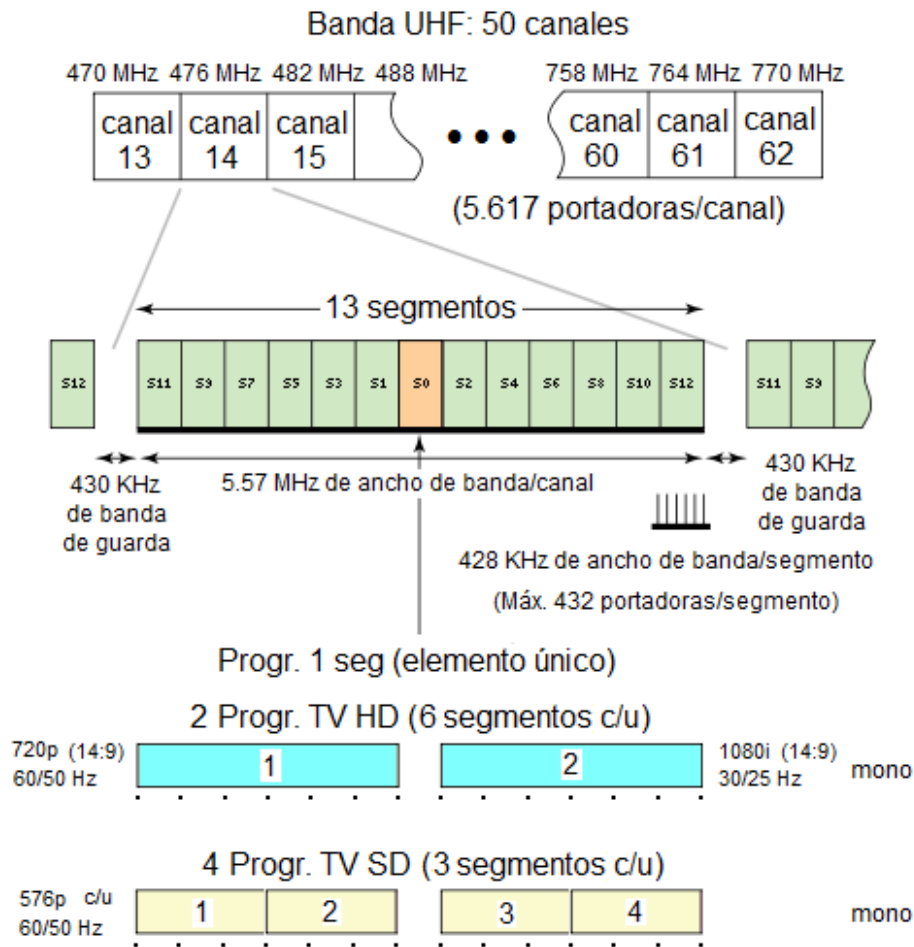 Banda UHF: 50 canales
470 MHz 476 MHz 482 MHz 488 MHz 758 MHz 764 MHz 770 MHz
canal canal canal canal canal canal
13 14 15 60 61 62
(5.617 portadoras/canal)
13 segmentos
S12 S11 S9 S7 S5 S3 S1 S0 S2 S4 S6 S8 S10 S12 S11 S9
430 KHz
de banda
de guarda
5.57 MHz de ancho de banda/canal
430 KHz
de banda
de guarda
428 KHz de ancho de banda/segmento
(Máx. 432 portadoras/segmento)
Progr. 1 seg (elemento único)
2 Progr. TV HD (6 segmentos c/u)
720p (14:9)
60/50 Hz
1 2
1080i (14:9)
30/25 Hz
mono
4 Progr. TV SD (3 segmentos c/u)
576p c/u
60/50 Hz
1 2 3 4
mono